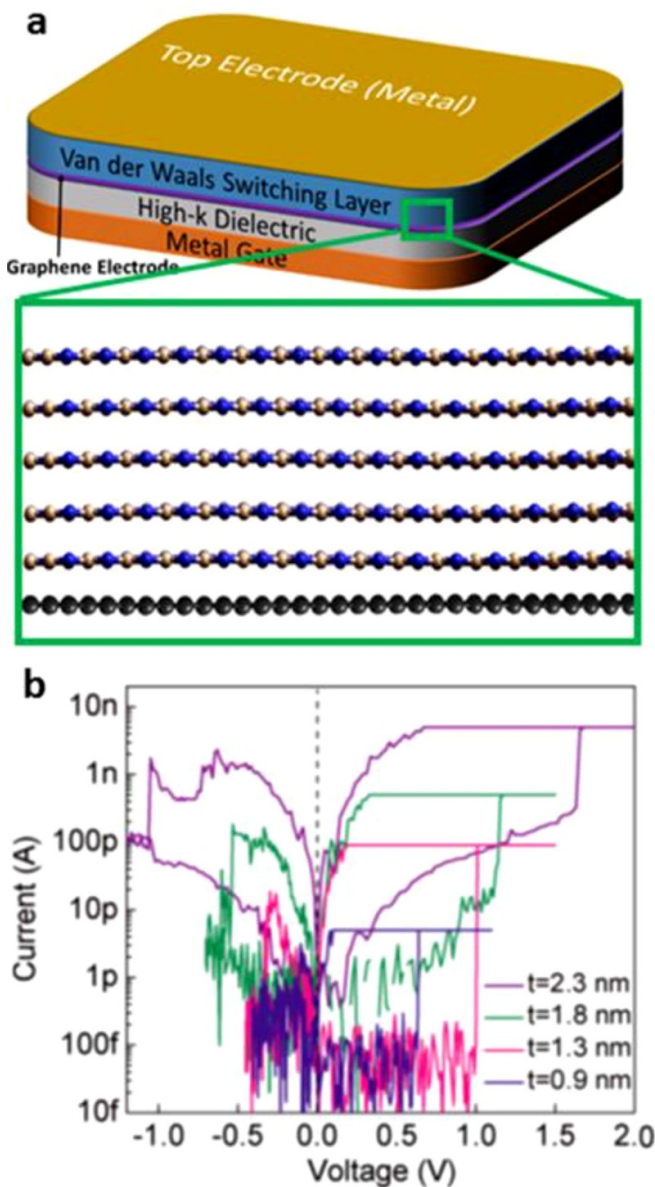 a
Top Electrode (Metal)
Van der Waals Switching Layer
High-k Dielectric
Metal Gate
Graphene Electrode
b
10n
1n
100p
10p
1p
100f
10f
Current (A)
t=2.3 nm
t=1.8 nm
t=1.3 nm
t=0.9 nm
-1.0 -0.5 0.0 0.5 1.0 1.5 2.0
Voltage (V)